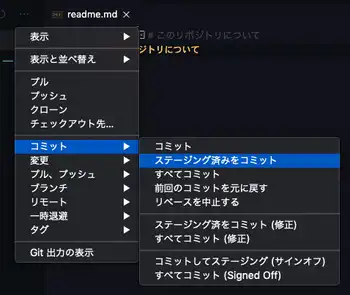 readme.md ×
# このリポジトリについて
ジトリについて
表示
表示と並べ替え
プル
プッシュ
クローン
チェックアウト先...
コミット
変更
プル、プッシュ
ブランチ
リモート
一時退避
タグ
Git 出力の表示
コミット
ステージング済みをコミット
すべてコミット
前回のコミットを元に戻す
リベースを中止する
ステージング済をコミット (修正)
すべてコミット (修正)
コミットしてステージング (サインオフ)
すべてコミット (Signed Off)